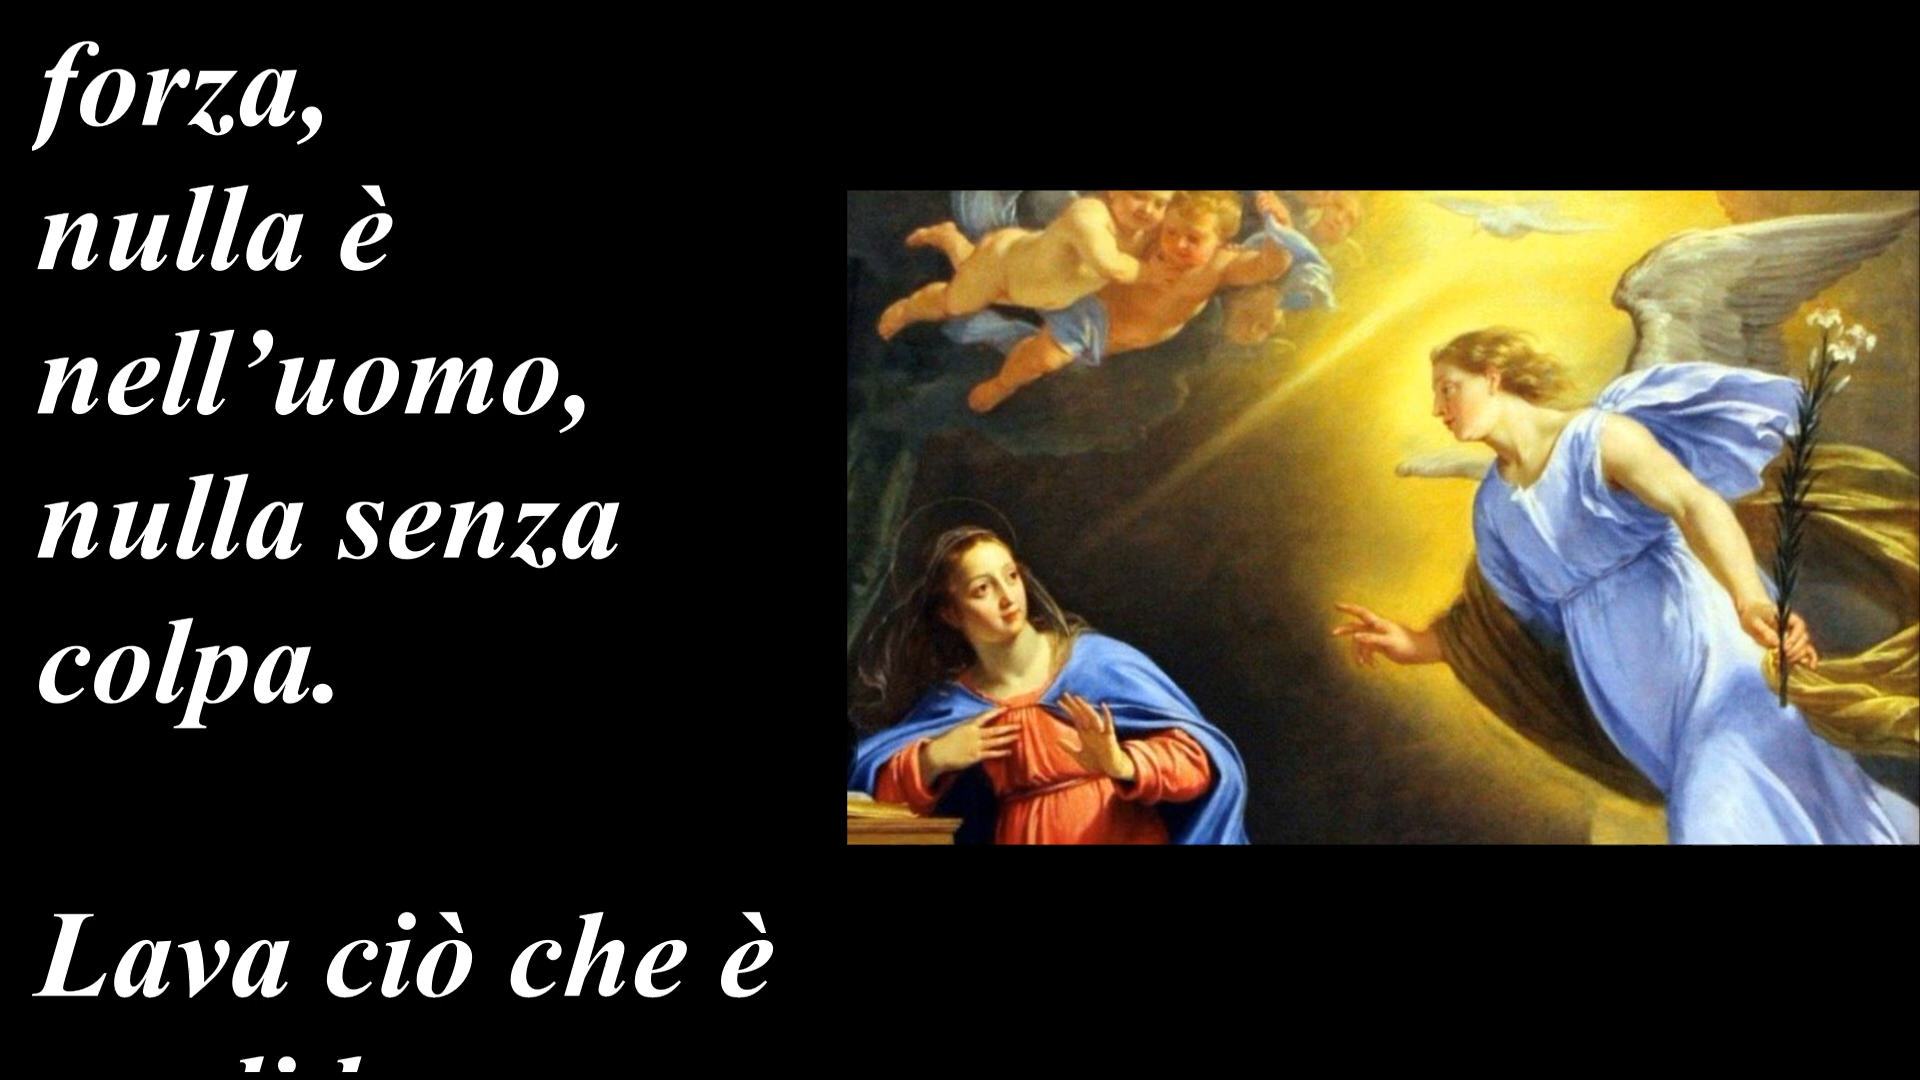 forza,
nulla è
nell’uomo,
nulla senza
colpa.
Lava ciò che è